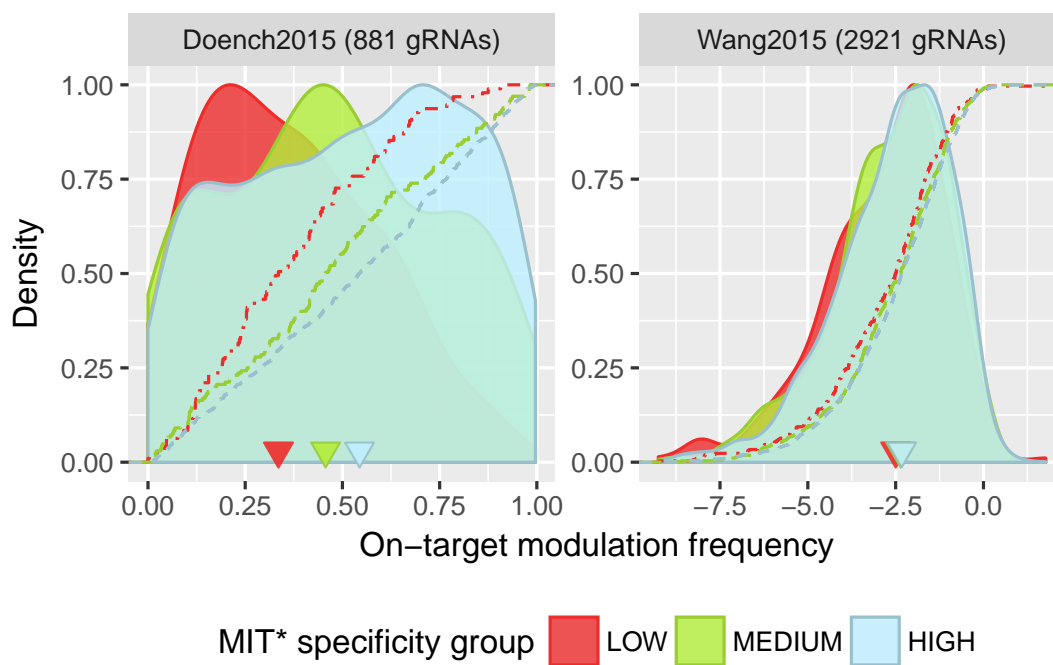 Doench2015 (881 gRNAs)
Wang2015 (2921 gRNAs)
Density
1.00
0.75
0.50
0.25
0.00
0.00
0.25
0.50
0.75
1.00
1.00
0.75
0.50
0.25
0.00
−7.5
−5.0
−2.5
0.0
On−target modulation frequency
MIT* specificity group
LOW
MEDIUM
HIGH